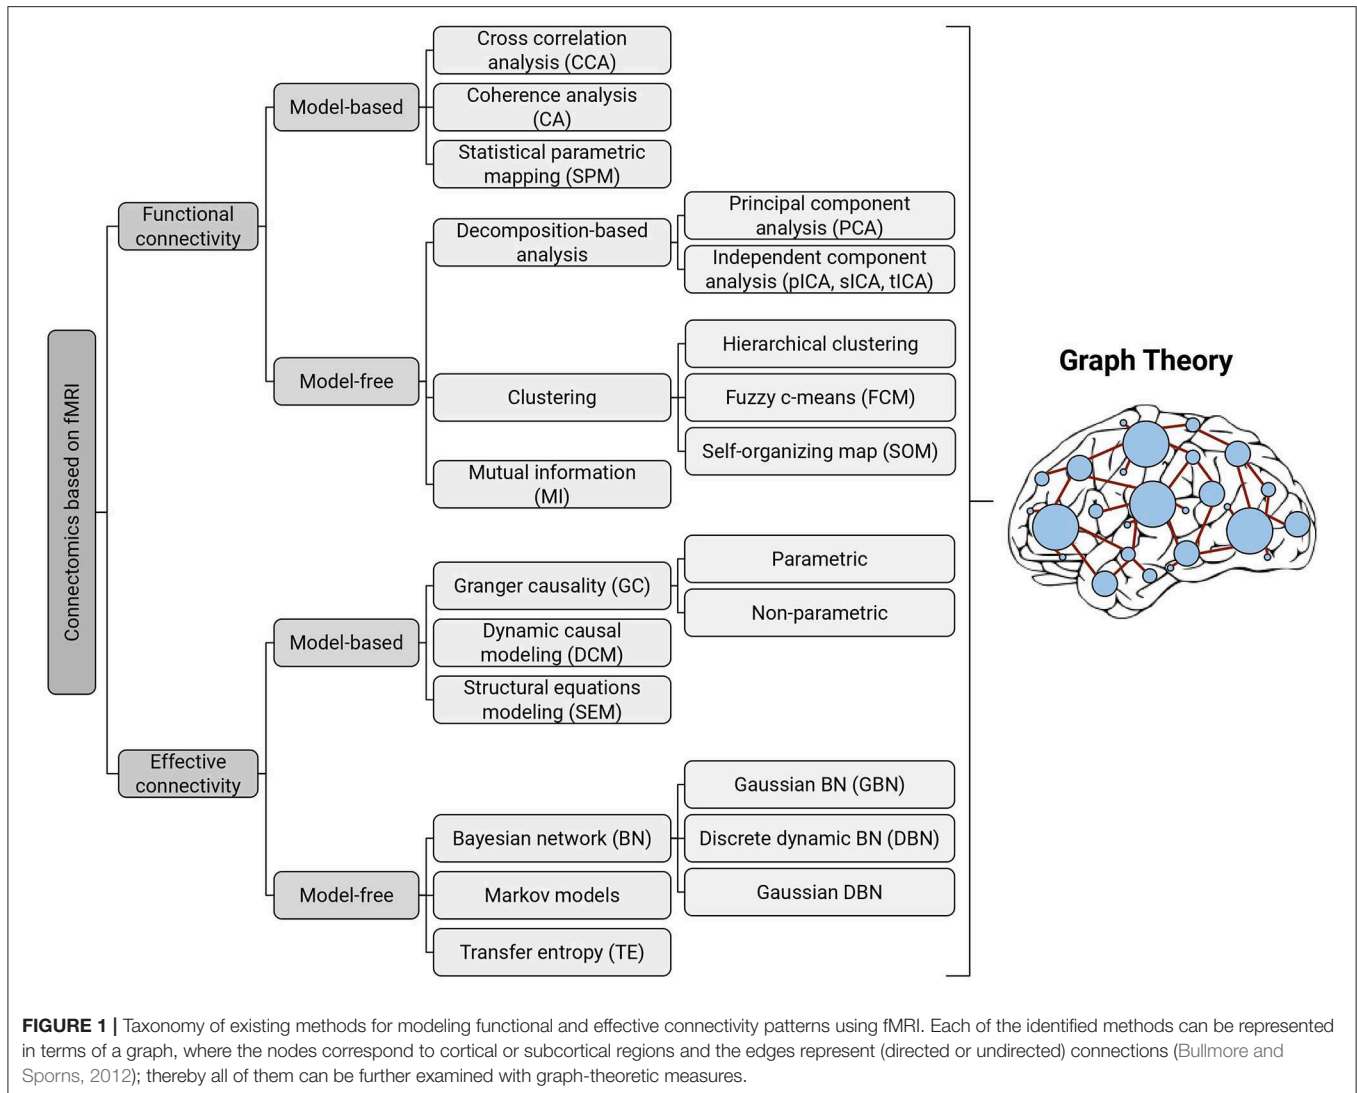 Connectomics based on fMRI
Functional
connectivity
Model-based
Cross correlation
analysis (CCA)
Coherence analysis
(CA)
Statistical parametric
mapping (SPM)
Model-free
Decomposition-based
analysis
Principal component
analysis (PCA)
Independent component
analysis (pICA, sICA, tICA)
Clustering
Hierarchical clustering
Fuzzy c-means (FCM)
Self-organizing map (SOM)
Mutual information
(MI)
Effective
connectivity
Model-based
Granger causality (GC)
Parametric
Non-parametric
Dynamic causal
modeling (DCM)
Structural equations
modeling (SEM)
Model-free
Bayesian network (BN)
Gaussian BN (GBN)
Discrete dynamic BN (DBN)
Gaussian DBN
Markov models
Transfer entropy (TE)
Graph Theory
FIGURE 1 | Taxonomy of existing methods for modeling functional and effective connectivity patterns using fMRI. Each of the identified methods can be represented
in terms of a graph, where the nodes correspond to cortical or subcortical regions and the edges represent (directed or undirected) connections (Bullmore and
Sporns, 2012); thereby all of them can be further examined with graph-theoretic measures.